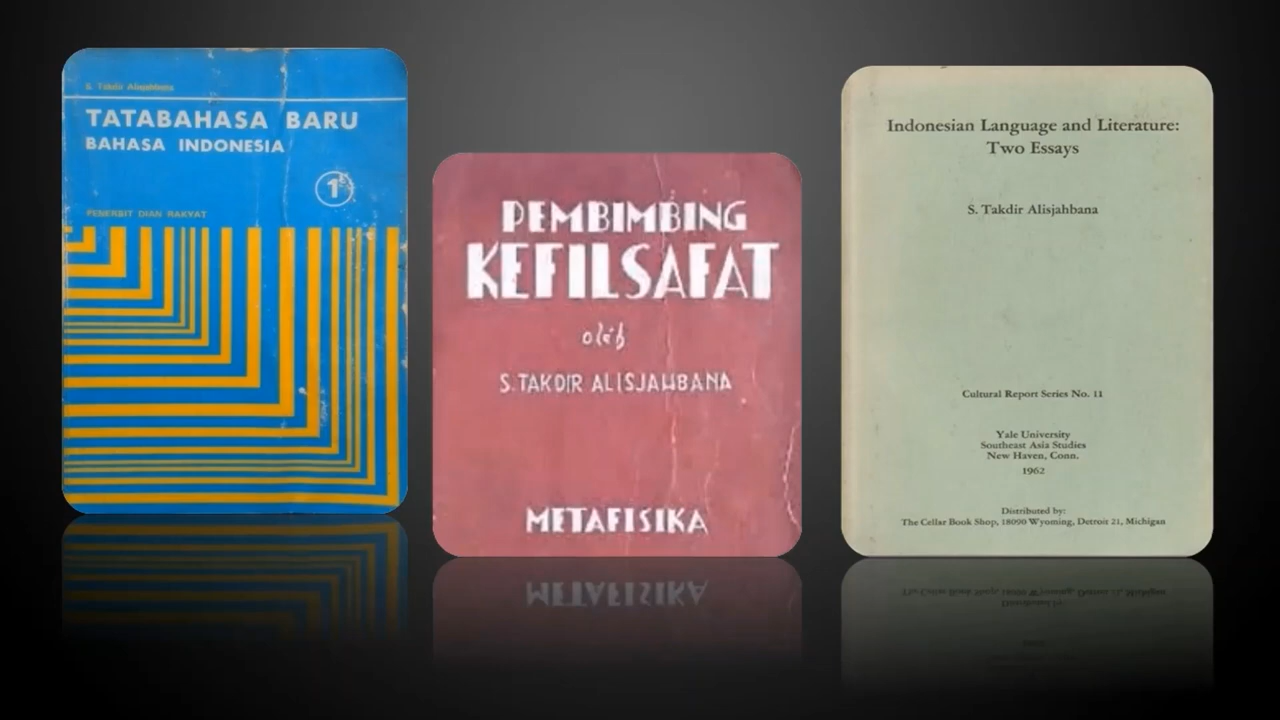 S. Takdir Alisjahbana
TATABAHASA BARU
BAHASA INDONESIA
1
PENERBIT DIAN RAKYAT
PEMBIMBING
KEFILSAFAT
oleh
S. TAKDIR ALISJAHBANA
METAFISIKA
Indonesian Language and Literature:
Two Essays
S. Takdir Alisjahbana
Cultural Report Series No. 11
Yale University
Southeast Asia Studies
New Haven, Conn.
1962
Distributed by:
The Cellar Book Shop, 18090 Wyoming, Detroit 21, Michigan